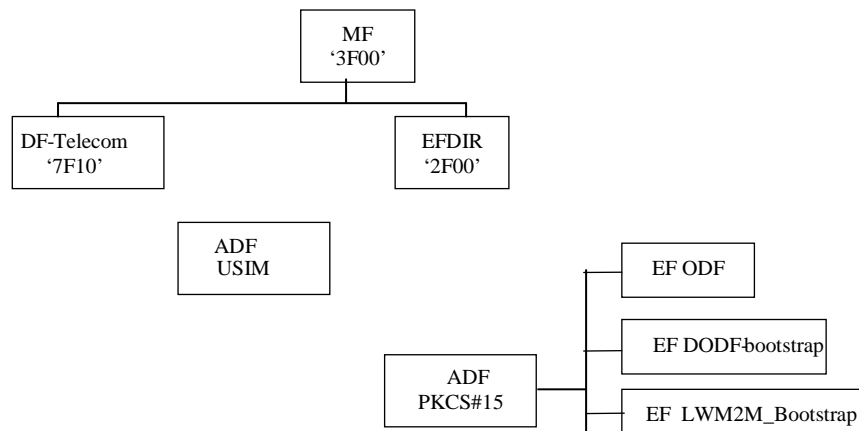 MF
‘3F00’
DF-Telecom
‘7F10’
EFDIR
‘2F00’
ADF
USIM
EF ODF
EF DODF-bootstrap
ADF
PKCS#15
EF LWM2M_Bootstrap